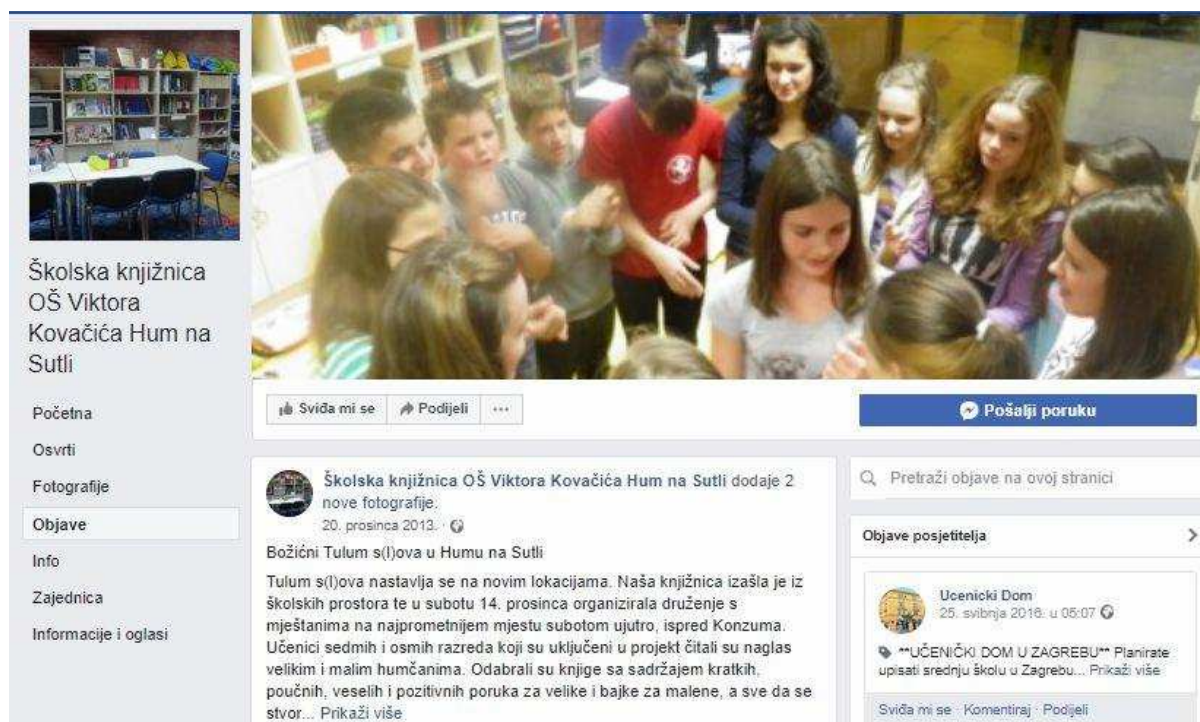 Školska knjižnica
OŠ Viktora
Kovačića Hum na
Sutli
Početna
Osvrti
Fotografije
Objave
Info
Zajednica
Informacije i oglasi
Sviđa mi se
Podijeli
Pošalji poruku
Školska knjižnica OŠ Viktora Kovačića Hum na Sutli dodaje 2
nove fotografije.
20. prosinca 2013.
Božićni Tulum s(l)ova u Humu na Sutli
Tulum s(l)ova nastavlja se na novim lokacijama. Naša knjižnica izašla je iz
školskih prostora te u subotu 14. prosinca organizirala druženje s
mještanima na najprometnijem mjestu subotom ujutro, ispred Konzuma.
Učenici sedmih i osmih razreda koji su uključeni u projekt čitali su naglas
velikim i malim humčanima. Odabrali su knjige sa sadržajem kratkih,
poučnih, veselih i pozitivnih poruka za velike i bajke za malene, a sve da se
stvor... Prikaži više
Pretraži objave na ovoj stranici
Objave posjetitelja
Ucenicki Dom
25. svibnja 2016. u 05:07
**UČENIČKI DOM U ZAGREBU** Planirate
upisati srednju školu u Zagrebu... Prikaži više
Sviđa mi se · Komentiraj · Podijeli